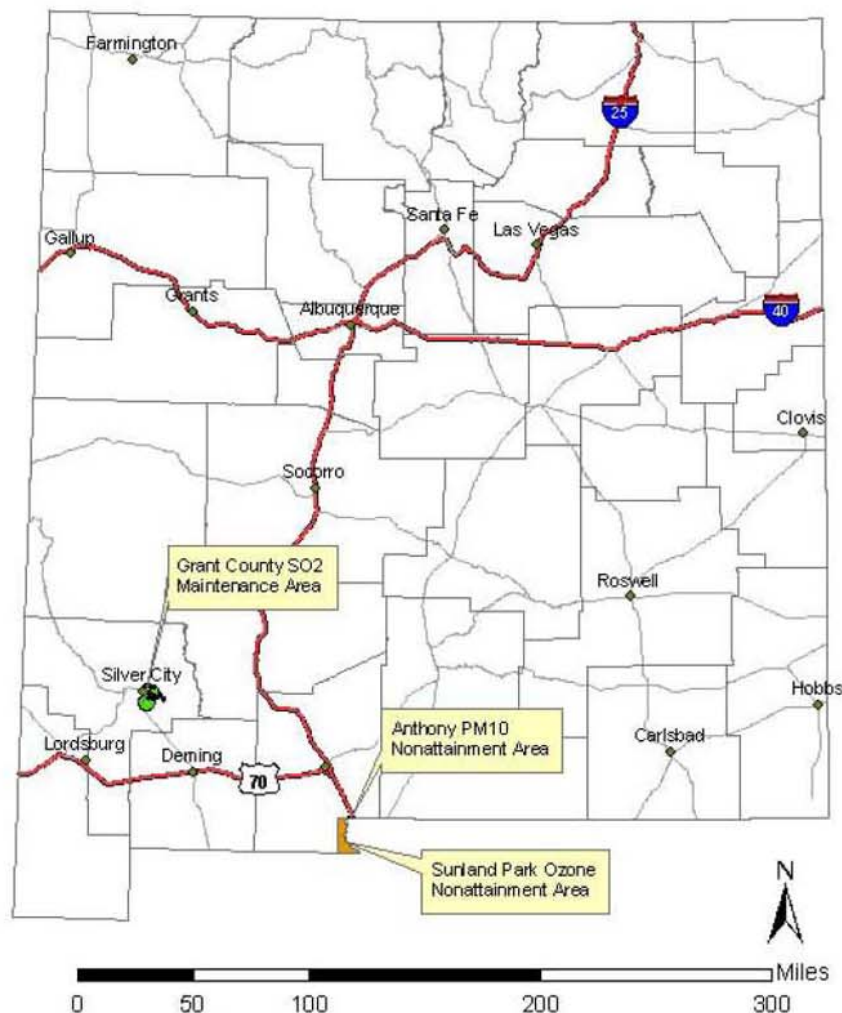 Farmington
25
Santa Fe
Las Vegas
Gallup
Grants
Albuquerque
40
Clovis
Socorro
Grant County SO2
Maintenance Area
Roswell
Silver City
Hobbs
Anthony PM10
Nonattainment Area
Carlsbad
Lordsburg
Deming
70
Sunland Park Ozone
Nonattainment Area
N
Miles
0 50 100 200 300